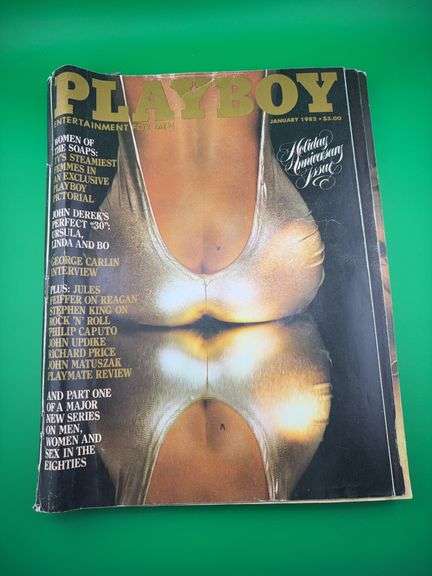 PLAYBOY
ENTERTAINMENT FOR MEN
JANUARY 1982 • $3.00
Holiday
Anniversary
Issue
WOMEN OF
THE SOAPS:
TV'S STEAMIEST
FEMMES IN
AN EXCLUSIVE
PLAYBOY
PICTORIAL
JOHN DEREK'S
PERFECT "30":
URSULA,
LINDA AND BO
GEORGE CARLIN
INTERVIEW
PLUS: JULES
FEIFFER ON REAGAN
STEPHEN KING ON
ROCK 'N' ROLL
PHILIP CAPUTO
JOHN UPDIKE
RICHARD PRICE
JOHN MATUSZAK
PLAYMATE REVIEW
AND PART ONE
OF A MAJOR
NEW SERIES
ON MEN,
WOMEN AND
SEX IN THE
EIGHTIES